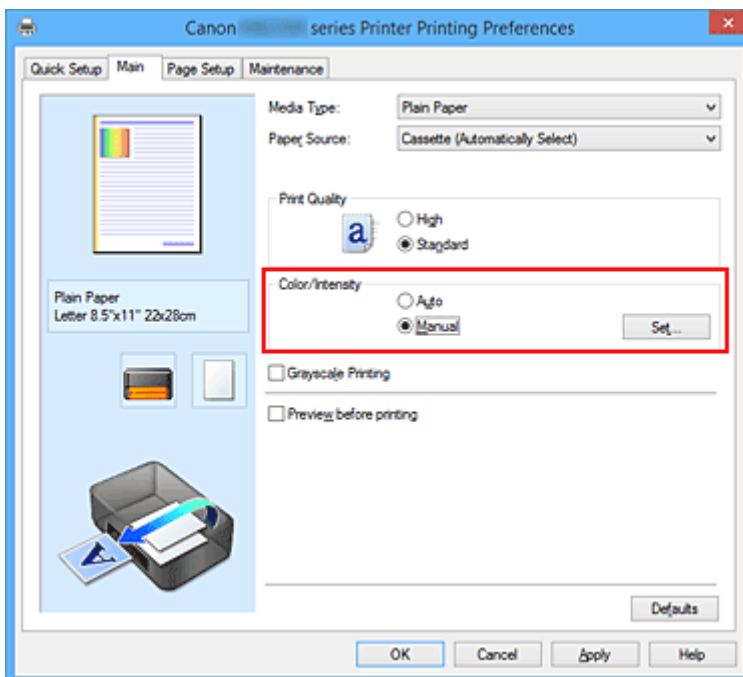 Canon series Printer Printing Preferences
Quick Setup Main Page Setup Maintenance
Media Type: Plain Paper
Paper Source: Cassette (Automatically Select)
Print Quality
a
High
Standard
Color/Intensity
Auto
Manual Set...
Plain Paper
Letter 8.5"x11" 22x28cm
Grayscale Printing
Preview before printing
A
Defaults
OK Cancel Apply Help